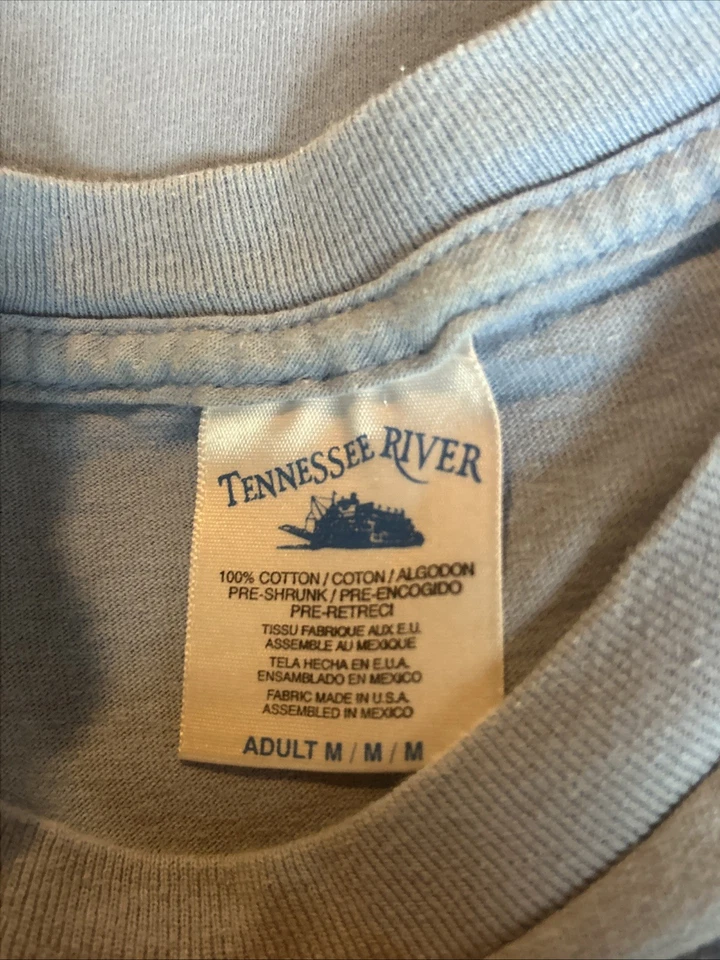 TENNESSEE RIVER
100% COTTON / COTON / ALGODON
PRE-SHRUNK / PRE-ENCOGIDO
PRE-RETRECI
TISSU FABRIQUE AUX E.U.
ASSEMBLE AU MEXIQUE
TELA HECHA EN E.U.A.
ENSAMBLADO EN MEXICO
FABRIC MADE IN U.S.A.
ASSEMBLED IN MEXICO
ADULT M / M / M